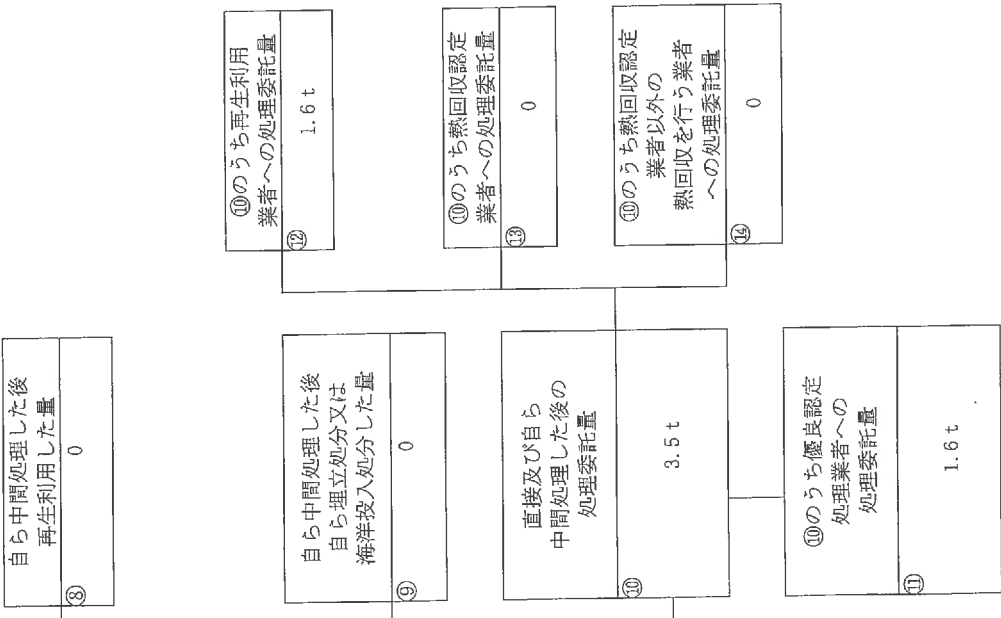 自ら中間処理した後
再生利用した量
⑧
0
自ら中間処理した後
自ら埋立処分又は
海洋投入処分した量
⑨
0
直接及び自ら
中間処理した後の
処理委託量
⑩
3.5t
⑩のうち優良認定
処理業者への
処理委託量
⑪
1.6t
⑩のうち再生利用
業者への処理委託量
⑫
1.6t
⑩のうち熱回収認定
業者への処理委託量
⑬
0
⑩のうち熱回収認定
業者以外の
熱回収を行う業者
への処理委託量
⑭
0